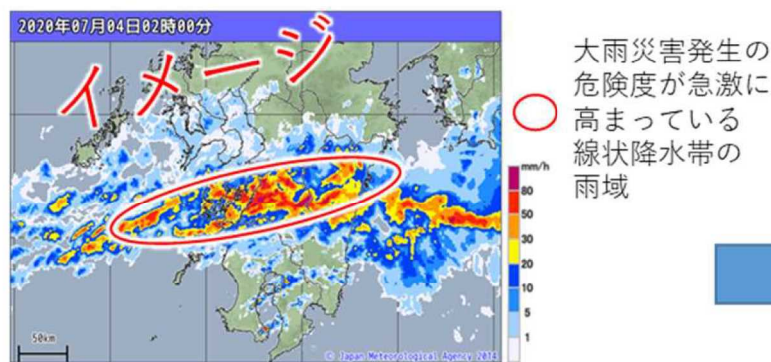 2020年07月04日02時00分
イメージ
大雨災害発生の
危険度が急激に
高まっている
線状降水帯の
雨域
mm/h
80
50
30
20
10
5
1
50km
© Japan Meteorological Agency 2014